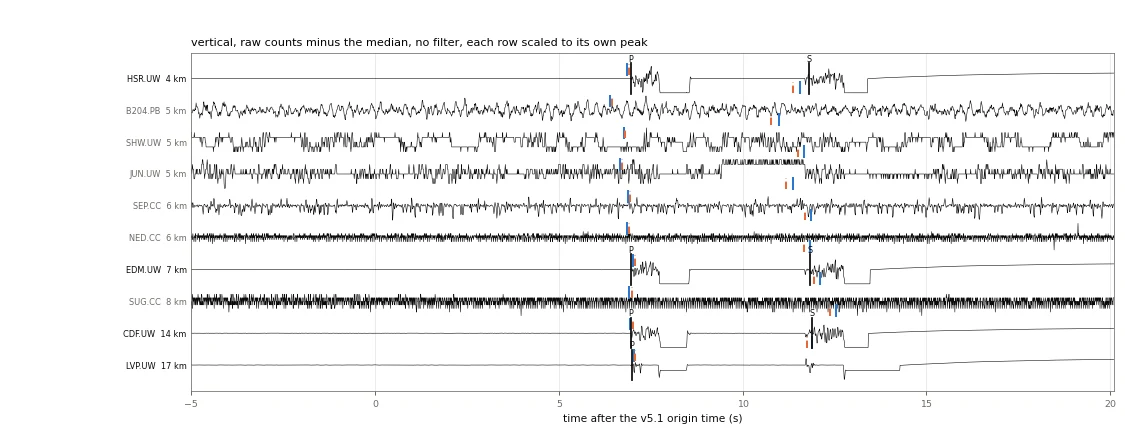 vertical, raw counts minus the median, no filter, each row scaled to its own peak
P
S
HSR.UW 4 km
B204.PB 5 km
SHW.UW 5 km
JUN.UW 5 km
SEP.CC 6 km
NED.CC 6 km
P
S
EDM.UW 7 km
SUG.CC 8 km
P
S
CDF.UW 14 km
P
LVP.UW 17 km
−5
0
5
10
15
20
time after the v5.1 origin time (s)